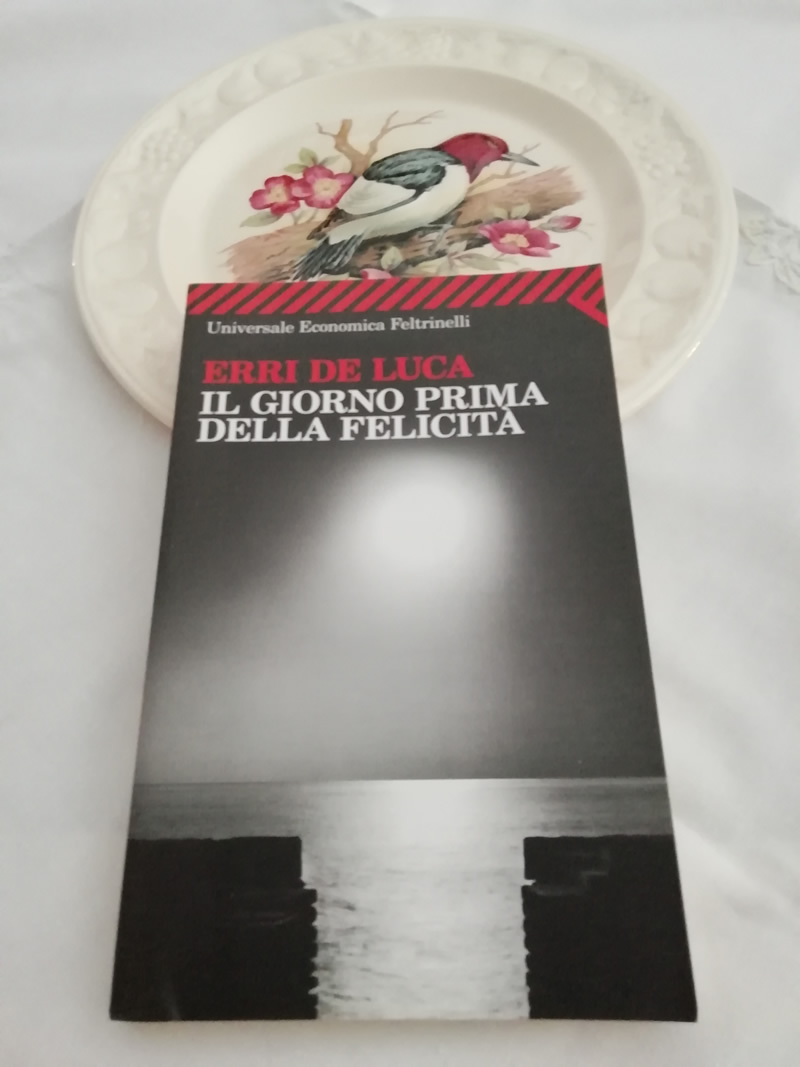 Universale Economica Feltrinelli
ERRI DE LUCA
IL GIORNO PRIMA
DELLA FELICITÀ